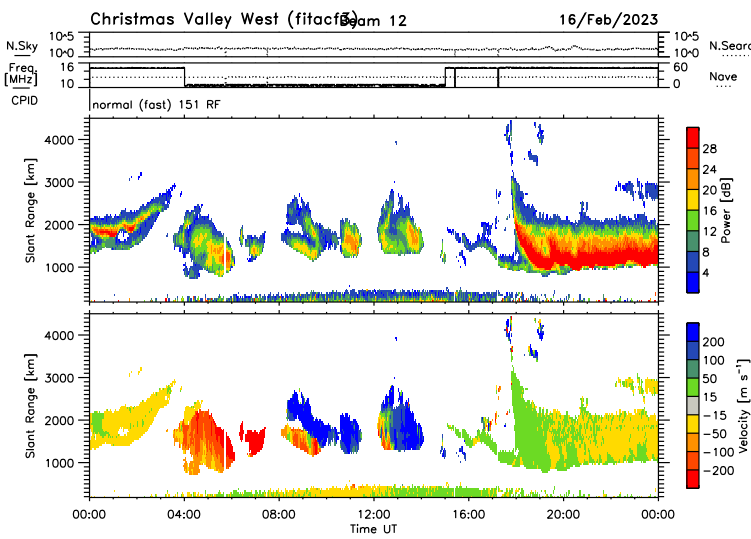 Christmas Valley West (fitacf3) Beam 12 16/Feb/2023
N.Sky 10^5 10^0 10^5 10^0 N.Searc
Freq. [MHz] 16 10 60 0 Nave
CPID normal (fast) 151 RF
Slant Range [km] 4000 3000 2000 1000
Power [dB] 28 24 20 16 12 8 4
Slant Range [km] 4000 3000 2000 1000
Velocity [m s⁻¹] 200 100 50 15 −15 −50 −100 −200
00:00 04:00 08:00 12:00 16:00 20:00 00:00
Time UT